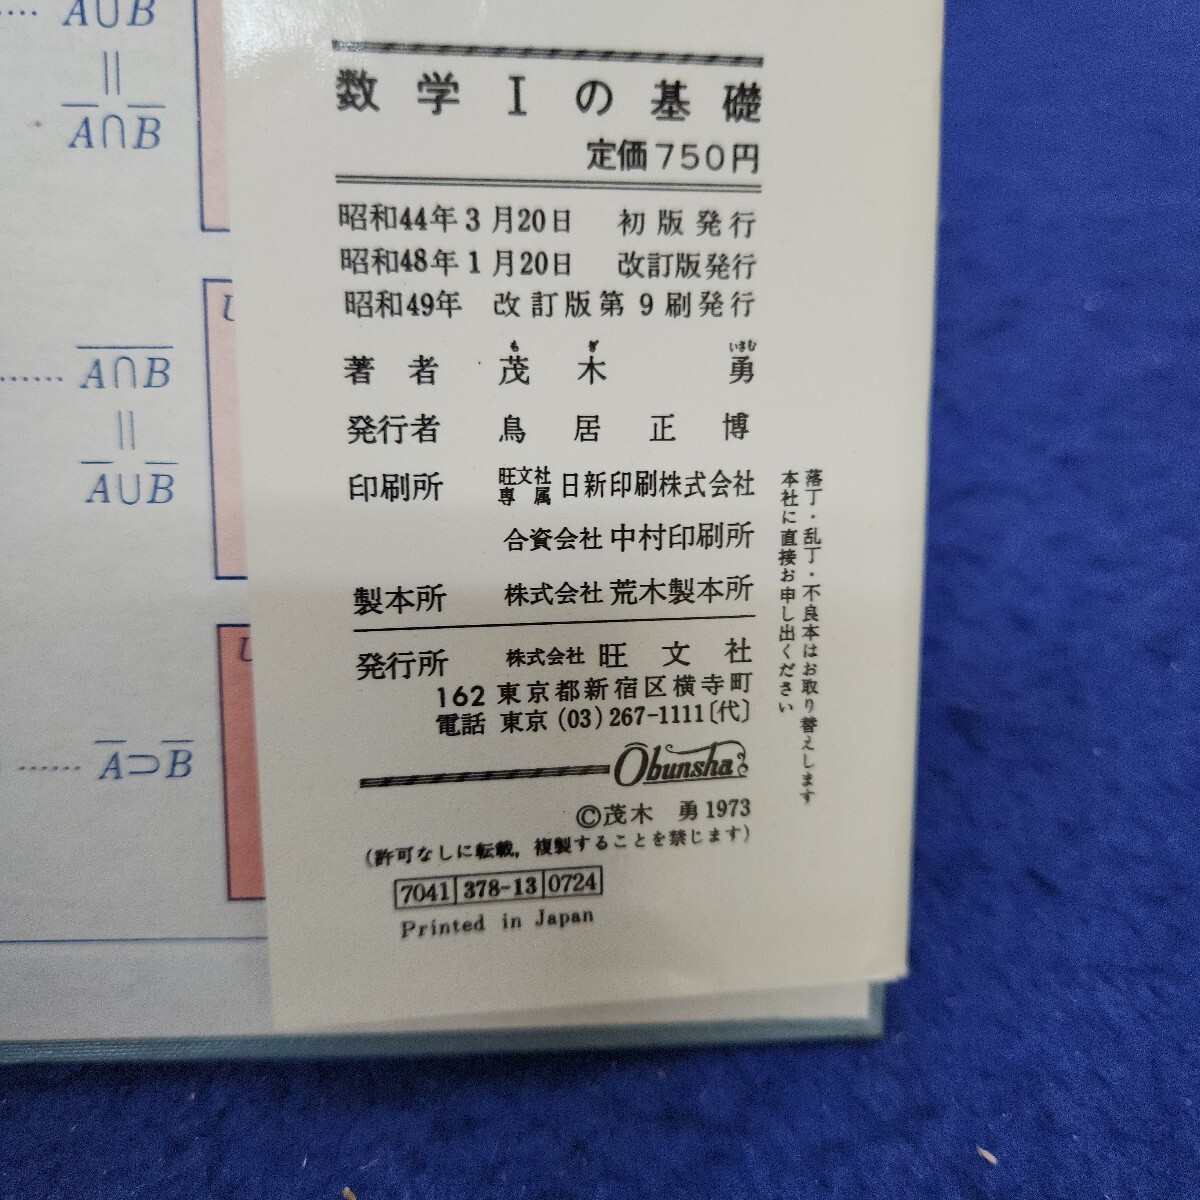 A∪B
||
A̅∩B̅
U
A∩B
||
A̅∪B̅
U
A̅⊃B̅
数学Iの基礎
定価750円
昭和44年3月20日 初版発行
昭和48年1月20日 改訂版発行
昭和49年 改訂版第9刷発行
もぎ いさむ
著者 茂木 勇
発行者 鳥居正博
印刷所 旺文社専属 日新印刷株式会社
合資会社 中村印刷所
製本所 株式会社 荒木製本所
発行所 株式会社 旺文社
162 東京都新宿区横寺町
電話 東京(03)267-1111〔代〕
Obunsha
©茂木 勇 1973
(許可なしに転載,複製することを禁じます)
7041 378-13 0724
Printed in Japan
落丁・乱丁・不良本はお取り替えします
本社に直接お申し出ください